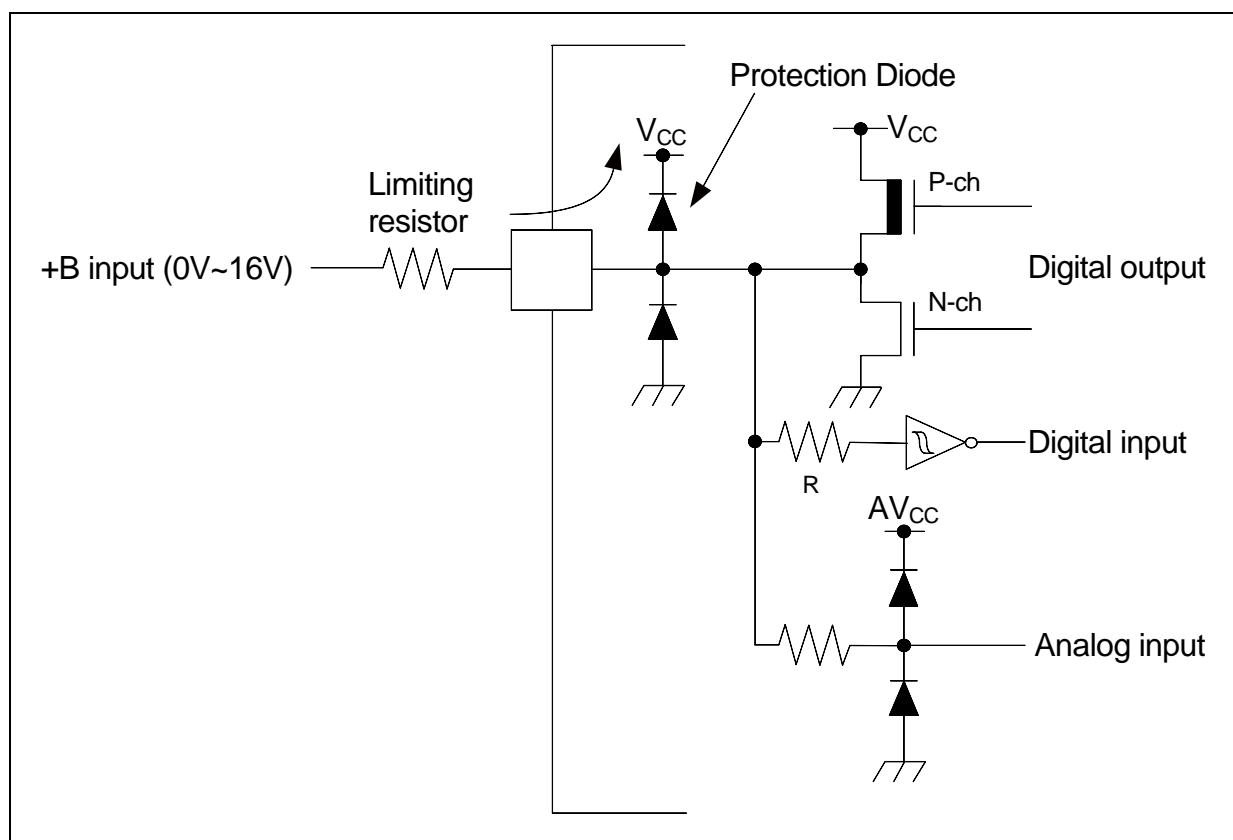 Protection Diode
VCC
VCC
P-ch
Limiting
resistor
+B input (0V~16V)
Digital output
N-ch
Digital input
R
AVCC
Analog input